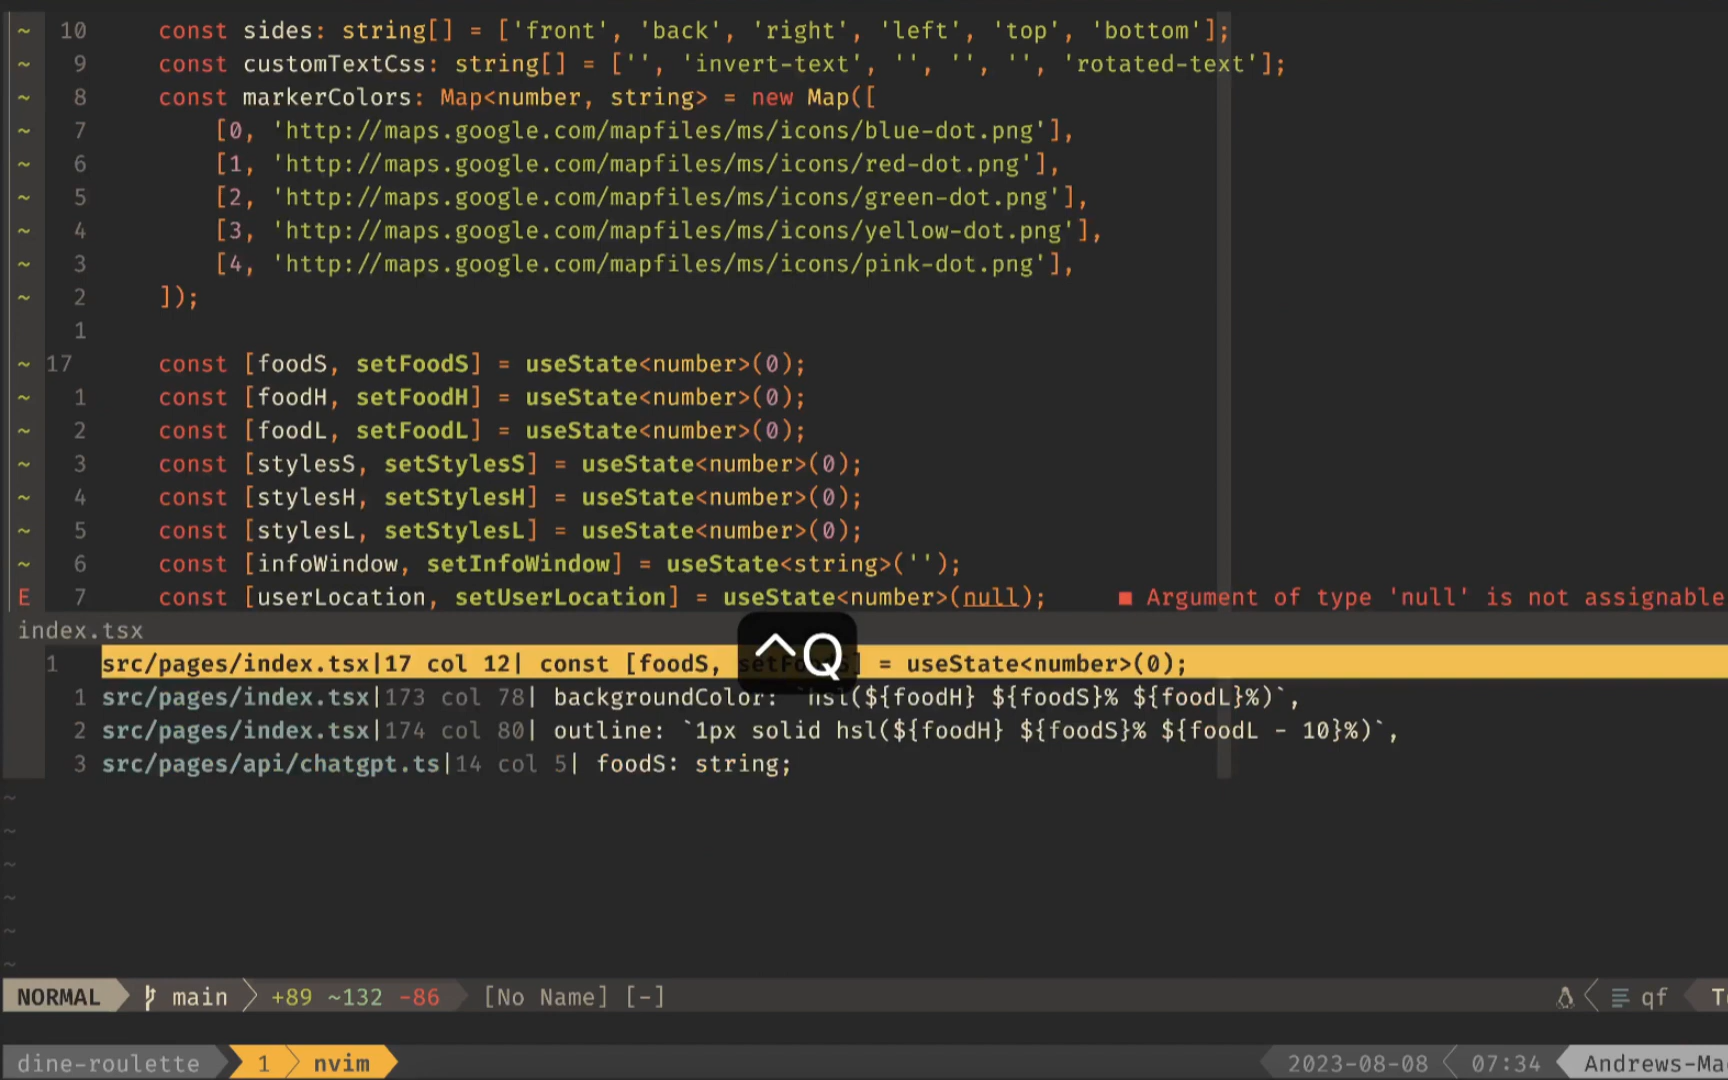 ~ 10 const sides: string[] = ['front', 'back', 'right', 'left', 'top', 'bottom'];
~ 9 const customTextCss: string[] = ['', 'invert-text', '', '', '', 'rotated-text'];
~ 8 const markerColors: Map<number, string> = new Map([
~ 7 [0, 'http://maps.google.com/mapfiles/ms/icons/blue-dot.png'],
~ 6 [1, 'http://maps.google.com/mapfiles/ms/icons/red-dot.png'],
~ 5 [2, 'http://maps.google.com/mapfiles/ms/icons/green-dot.png'],
~ 4 [3, 'http://maps.google.com/mapfiles/ms/icons/yellow-dot.png'],
~ 3 [4, 'http://maps.google.com/mapfiles/ms/icons/pink-dot.png'],
~ 2 ]);
1
~ 17 const [foodS, setFoodS] = useState<number>(0);
~ 1 const [foodH, setFoodH] = useState<number>(0);
~ 2 const [foodL, setFoodL] = useState<number>(0);
~ 3 const [stylesS, setStylesS] = useState<number>(0);
~ 4 const [stylesH, setStylesH] = useState<number>(0);
~ 5 const [stylesL, setStylesL] = useState<number>(0);
~ 6 const [infoWindow, setInfoWindow] = useState<string>('');
E 7 const [userLocation, setUserLocation] = useState<number>(null); ■ Argument of type 'null' is not assignable
index.tsx
^Q
1 src/pages/index.tsx|17 col 12| const [foodS, setFoodS] = useState<number>(0);
1 src/pages/index.tsx|173 col 78| backgroundColor: `hsl(${foodH} ${foodS}% ${foodL}%)`,
2 src/pages/index.tsx|174 col 80| outline: `1px solid hsl(${foodH} ${foodS}% ${foodL - 10}%)`,
3 src/pages/api/chatgpt.ts|14 col 5| foodS: string;
~
~
~
~
~
~
NORMAL main +89 ~132 -86 [No Name] [-] qf
dine-roulette 1 nvim 2023-08-08 07:34 Andrews-Ma